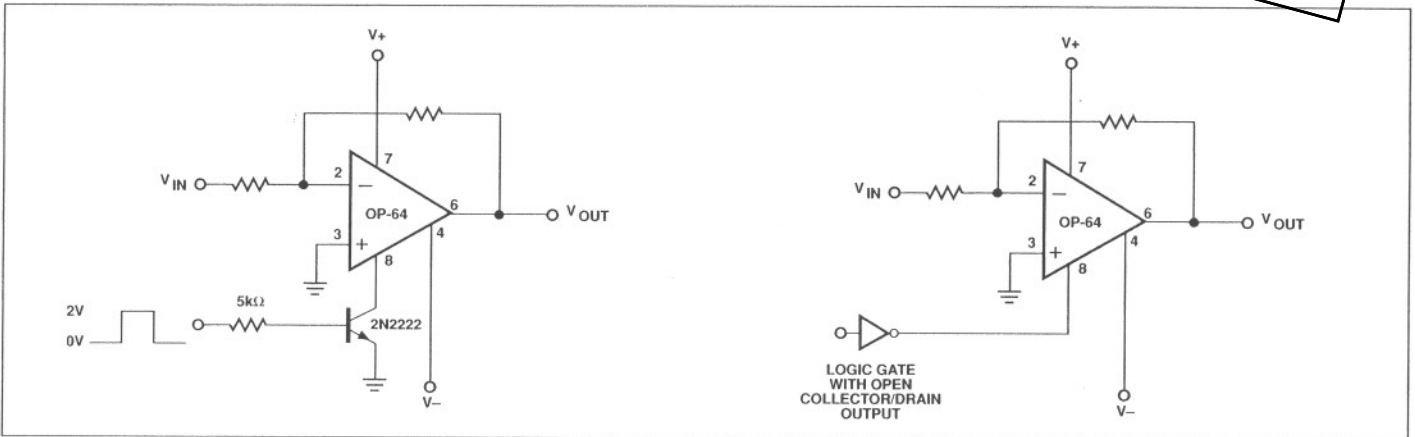 V+
7
V IN
2
−
OP-64
6
V OUT
4
3
+
8
5kΩ
2V
0V
2N2222
V−
V+
7
V IN
2
−
OP-64
6
V OUT
4
3
+
8
LOGIC GATE
WITH OPEN
COLLECTOR/DRAIN
OUTPUT
V−